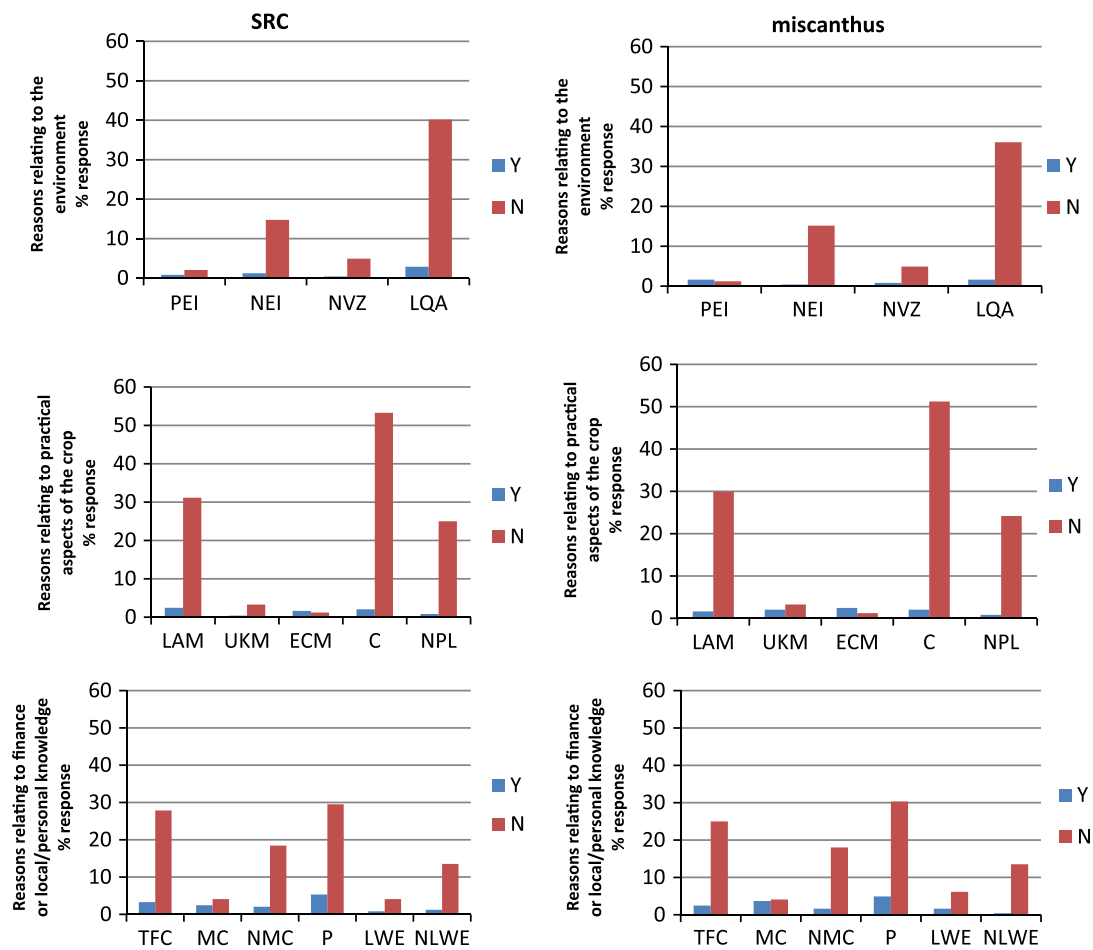 SRC
Reasons relating to the
environment
% response
60
50
40
30
20
10
0
PEI NEI NVZ LQA
Y
N
miscanthus
Reasons relating to the
environment
% response
60
50
40
30
20
10
0
PEI NEI NVZ LQA
Y
N
Reasons relating to practical
aspects of the crop
% response
60
50
40
30
20
10
0
LAM UKM ECM C NPL
Y
N
Reasons relating to practical
aspects of the crop
% response
60
50
40
30
20
10
0
LAM UKM ECM C NPL
Y
N
Reasons relating to finance
or local/personal knowledge
% response
60
50
40
30
20
10
0
TFC MC NMC P LWE NLWE
Y
N
Reasons relating to finance
or local/personal knowledge
% response
60
50
40
30
20
10
0
TFC MC NMC P LWE NLWE
Y
N